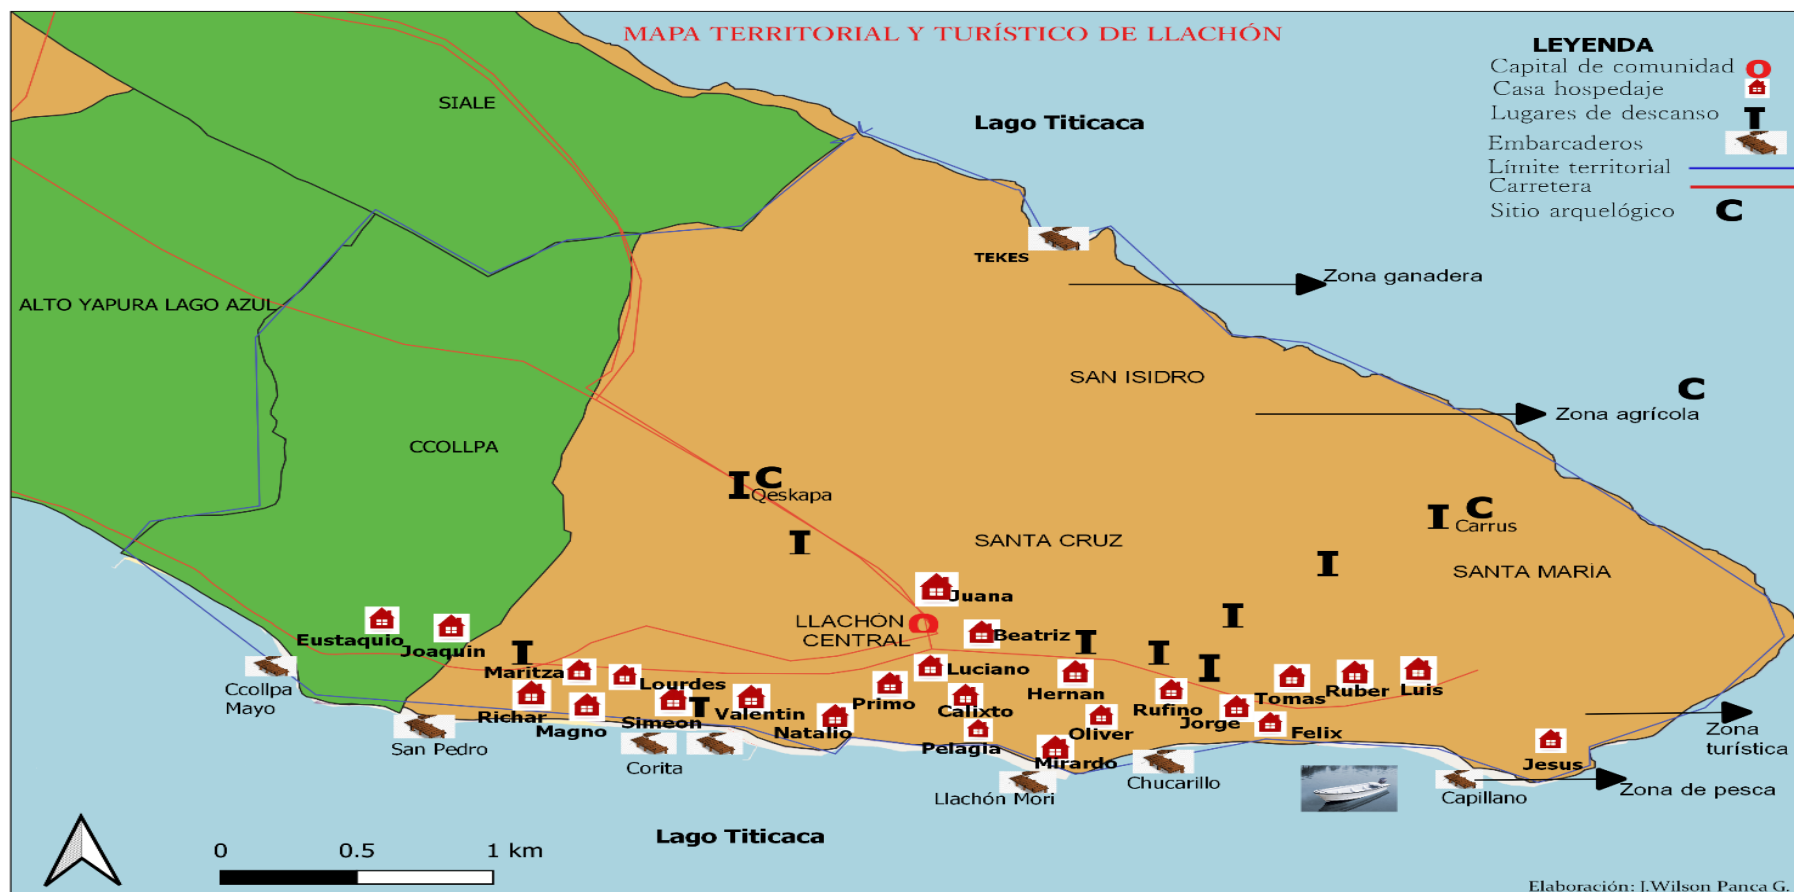 MAPA TERRITORIAL Y TURÍSTICO DE LLACHÓN
LEYENDA
Capital de comunidad
Casa hospedaje
Lugares de descanso
Embarcaderos
Límite territorial
Carretera
Sitio arquelógico
SIALE
Lago Titicaca
TEKES
Zona ganadera
ALTO YAPURA LAGO AZUL
SAN ISIDRO
Zona agrícola
CCOLLPA
Qeskapa
Carrus
SANTA CRUZ
SANTA MARÍA
Juana
LLACHÓN
CENTRAL
Beatriz
Eustaquio
Joaquin
Maritza
Lourdes
Luciano
Hernan
Ruber
Luis
Tomas
Primo
Calixto
Rufino
Jorge
Felix
Richar
Magno
Simeon
Valentin
Natalio
Pelagia
Oliver
Mirardo
Jesus
Ccollpa
Mayo
San Pedro
Corita
Llachón Mori
Chucarillo
Capillano
Zona
turística
Zona de pesca
Lago Titicaca
0 0.5 1 km
Elaboración: J.Wilson Panca G.